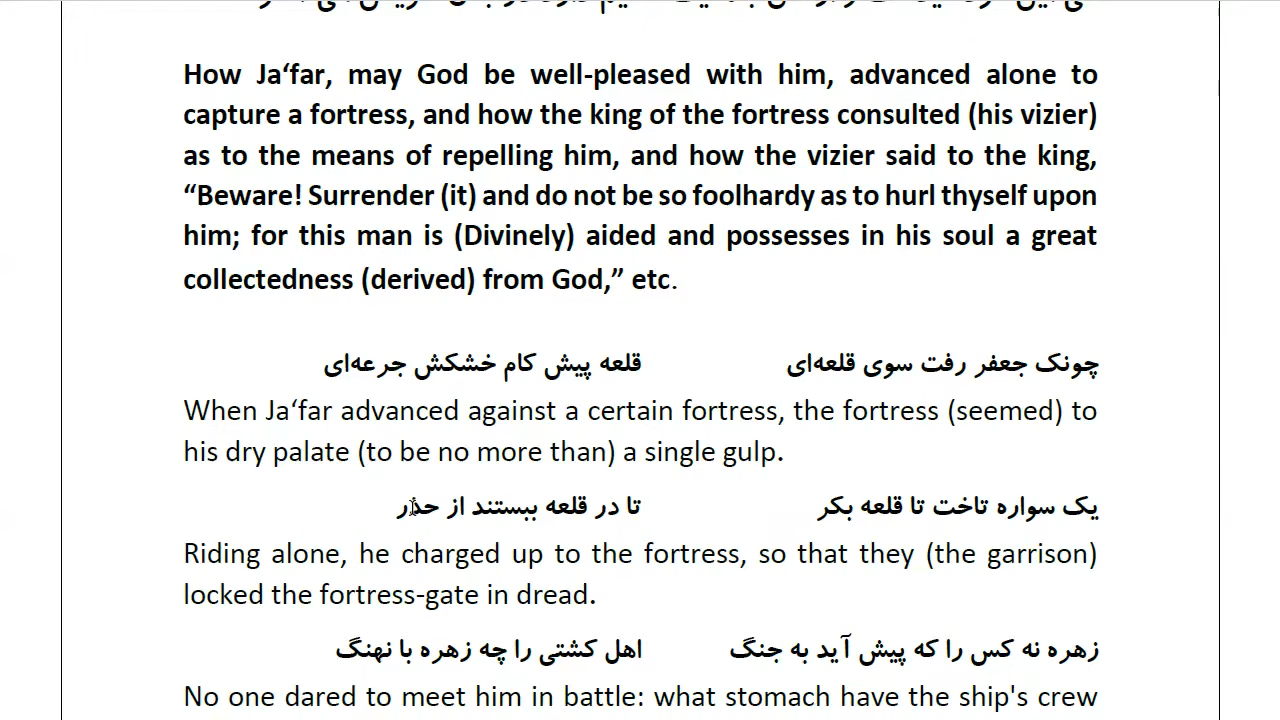 How Ja‘far, may God be well-pleased with him, advanced alone to
capture a fortress, and how the king of the fortress consulted (his vizier)
as to the means of repelling him, and how the vizier said to the king,
“Beware! Surrender (it) and do not be so foolhardy as to hurl thyself upon
him; for this man is (Divinely) aided and possesses in his soul a great
collectedness (derived) from God,” etc.
چونک جعفر رفت سوی قلعه‌ای قلعه پیش کام خشکش جرعه‌ای
When Ja‘far advanced against a certain fortress, the fortress (seemed) to
his dry palate (to be no more than) a single gulp.
یک سواره تاخت تا قلعه بکر تا در قلعه ببستند از حذر
Riding alone, he charged up to the fortress, so that they (the garrison)
locked the fortress-gate in dread.
زهره نه کس را که پیش آید به جنگ اهل کشتی را چه زهره با نهنگ
No one dared to meet him in battle: what stomach have the ship's crew